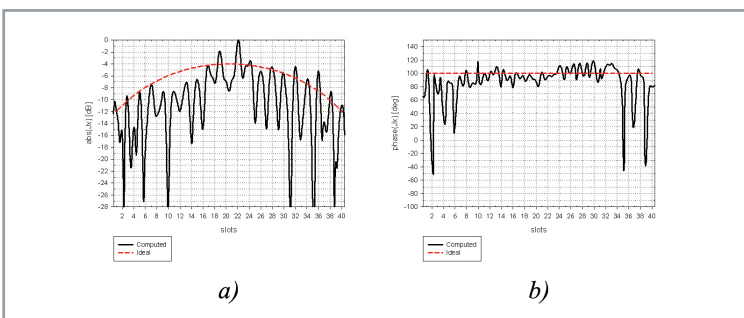 0
-2
-4
-6
-8
-10
-12
-14
-16
-18
-20
-22
-24
-26
-28
abs(Jx) [dB]
2 4 6 8 10 12 14 16 18 20 22 24 26 28 30 32 34 36 38 40
slots
Computed
Ideal
a)
140
120
100
80
60
40
20
0
-20
-40
-60
-80
-100
phase(Jx) [deg]
2 4 6 8 10 12 14 16 18 20 22 24 26 28 30 32 34 36 38 40
slots
Computed
Ideal
b)